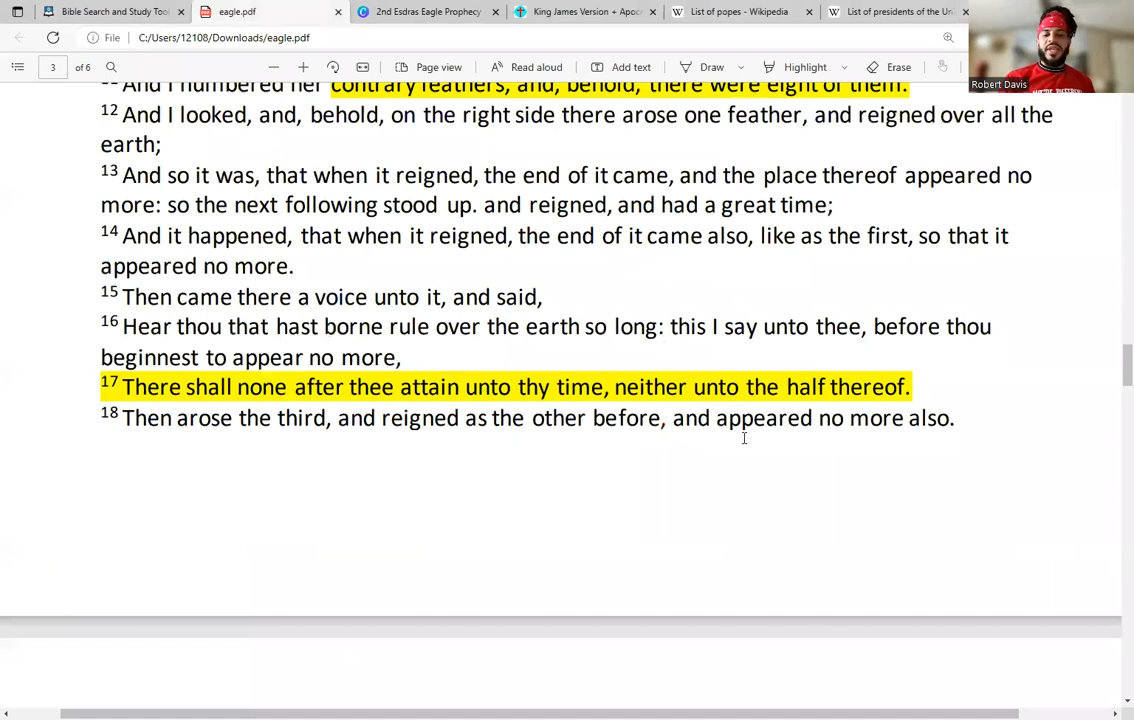 Bible Search and Study Tool
eagle.pdf
2nd Esdras Eagle Prophecy
King James Version + Apoc
List of popes - Wikipedia
List of presidents of the Un
File
C:/Users/12108/Downloads/eagle.pdf
3 of 6
Page view
Read aloud
Add text
Draw
Highlight
Erase
Robert Davis
And I numbered her contrary feathers, and, behold, there were eight of them.
12 And I looked, and, behold, on the right side there arose one feather, and reigned over all the
earth;
13 And so it was, that when it reigned, the end of it came, and the place thereof appeared no
more: so the next following stood up. and reigned, and had a great time;
14 And it happened, that when it reigned, the end of it came also, like as the first, so that it
appeared no more.
15 Then came there a voice unto it, and said,
16 Hear thou that hast borne rule over the earth so long: this I say unto thee, before thou
beginnest to appear no more,
17 There shall none after thee attain unto thy time, neither unto the half thereof.
18 Then arose the third, and reigned as the other before, and appeared no more also.